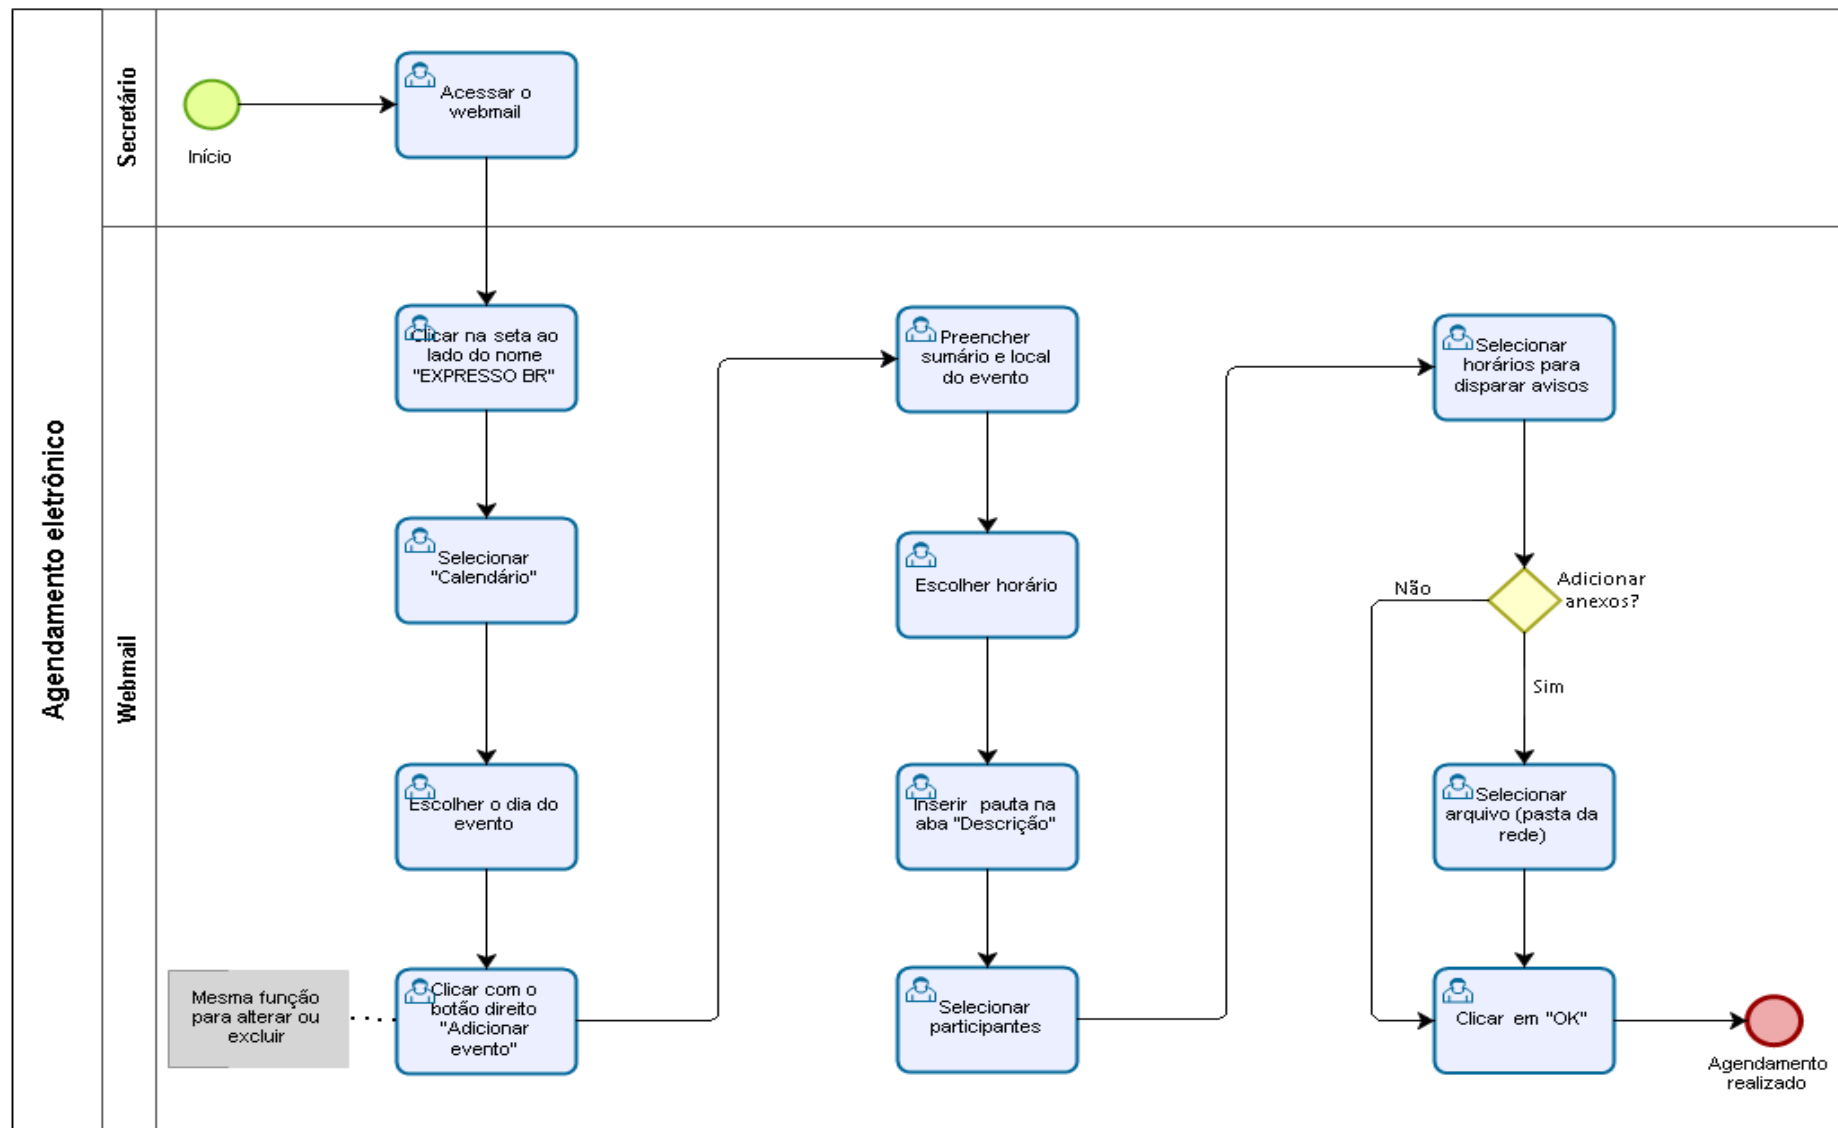 Agendamento eletrônico
Secretário
Início
Acessar o
webmail
Webmail
Clicar na seta ao
lado do nome
"EXPRESSO BR"
Selecionar
"Calendário"
Escolher o dia do
evento
Clicar com o
botão direito
"Adicionar
evento"
Mesma função
para alterar ou
excluir
Preencher
sumário e local
do evento
Escolher horário
Inserir pauta na
aba "Descrição"
Selecionar
participantes
Selecionar
horários para
disparar avisos
Adicionar
anexos?
Não
Sim
Selecionar
arquivo (pasta da
rede)
Clicar em "OK"
Agendamento
realizado